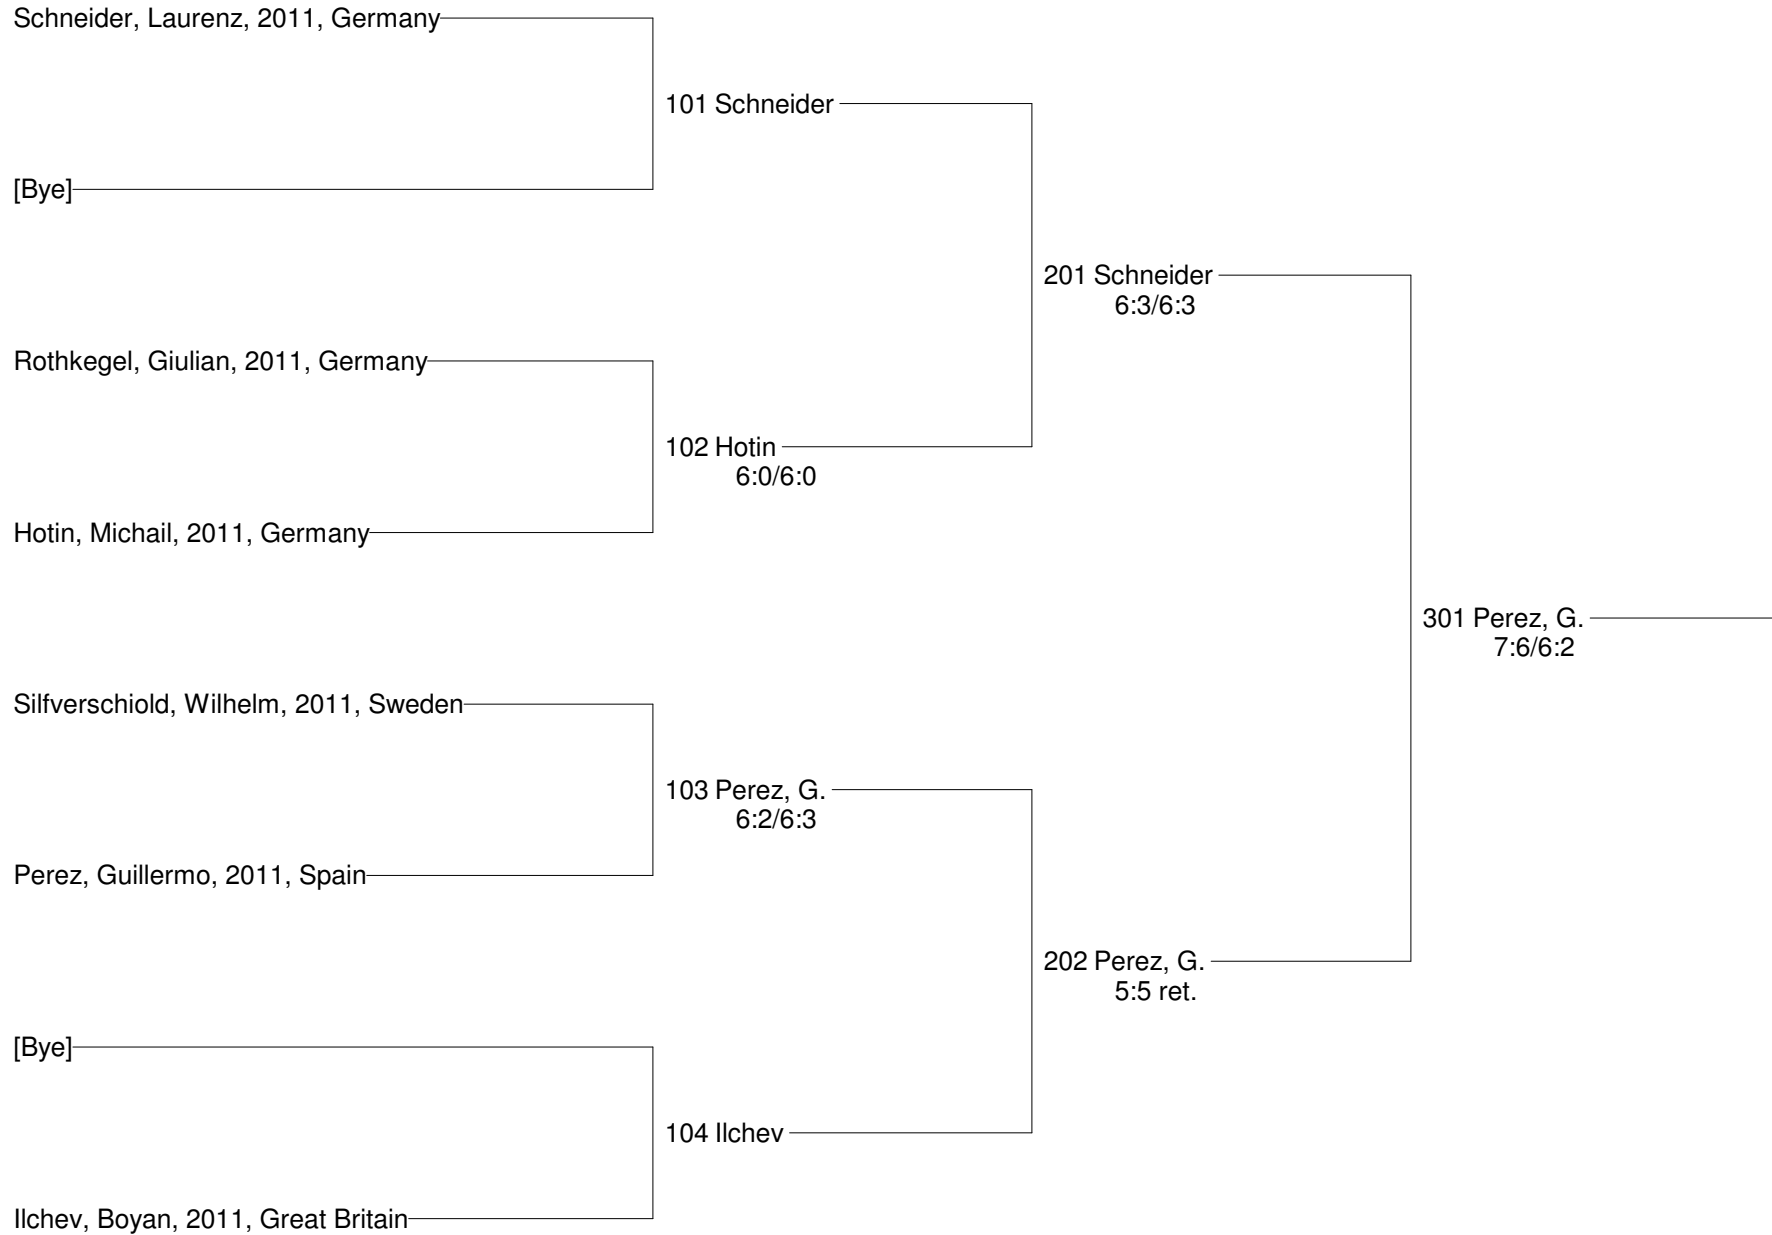 Schneider, Laurenz, 2011, Germany
101 Schneider
[Bye]
201 Schneider
6:3/6:3
Rothkegel, Giulian, 2011, Germany
102 Hotin
6:0/6:0
Hotin, Michail, 2011, Germany
301 Perez, G.
7:6/6:2
Silfverschiold, Wilhelm, 2011, Sweden
103 Perez, G.
6:2/6:3
Perez, Guillermo, 2011, Spain
202 Perez, G.
5:5 ret.
[Bye]
104 Ilchev
Ilchev, Boyan, 2011, Great Britain